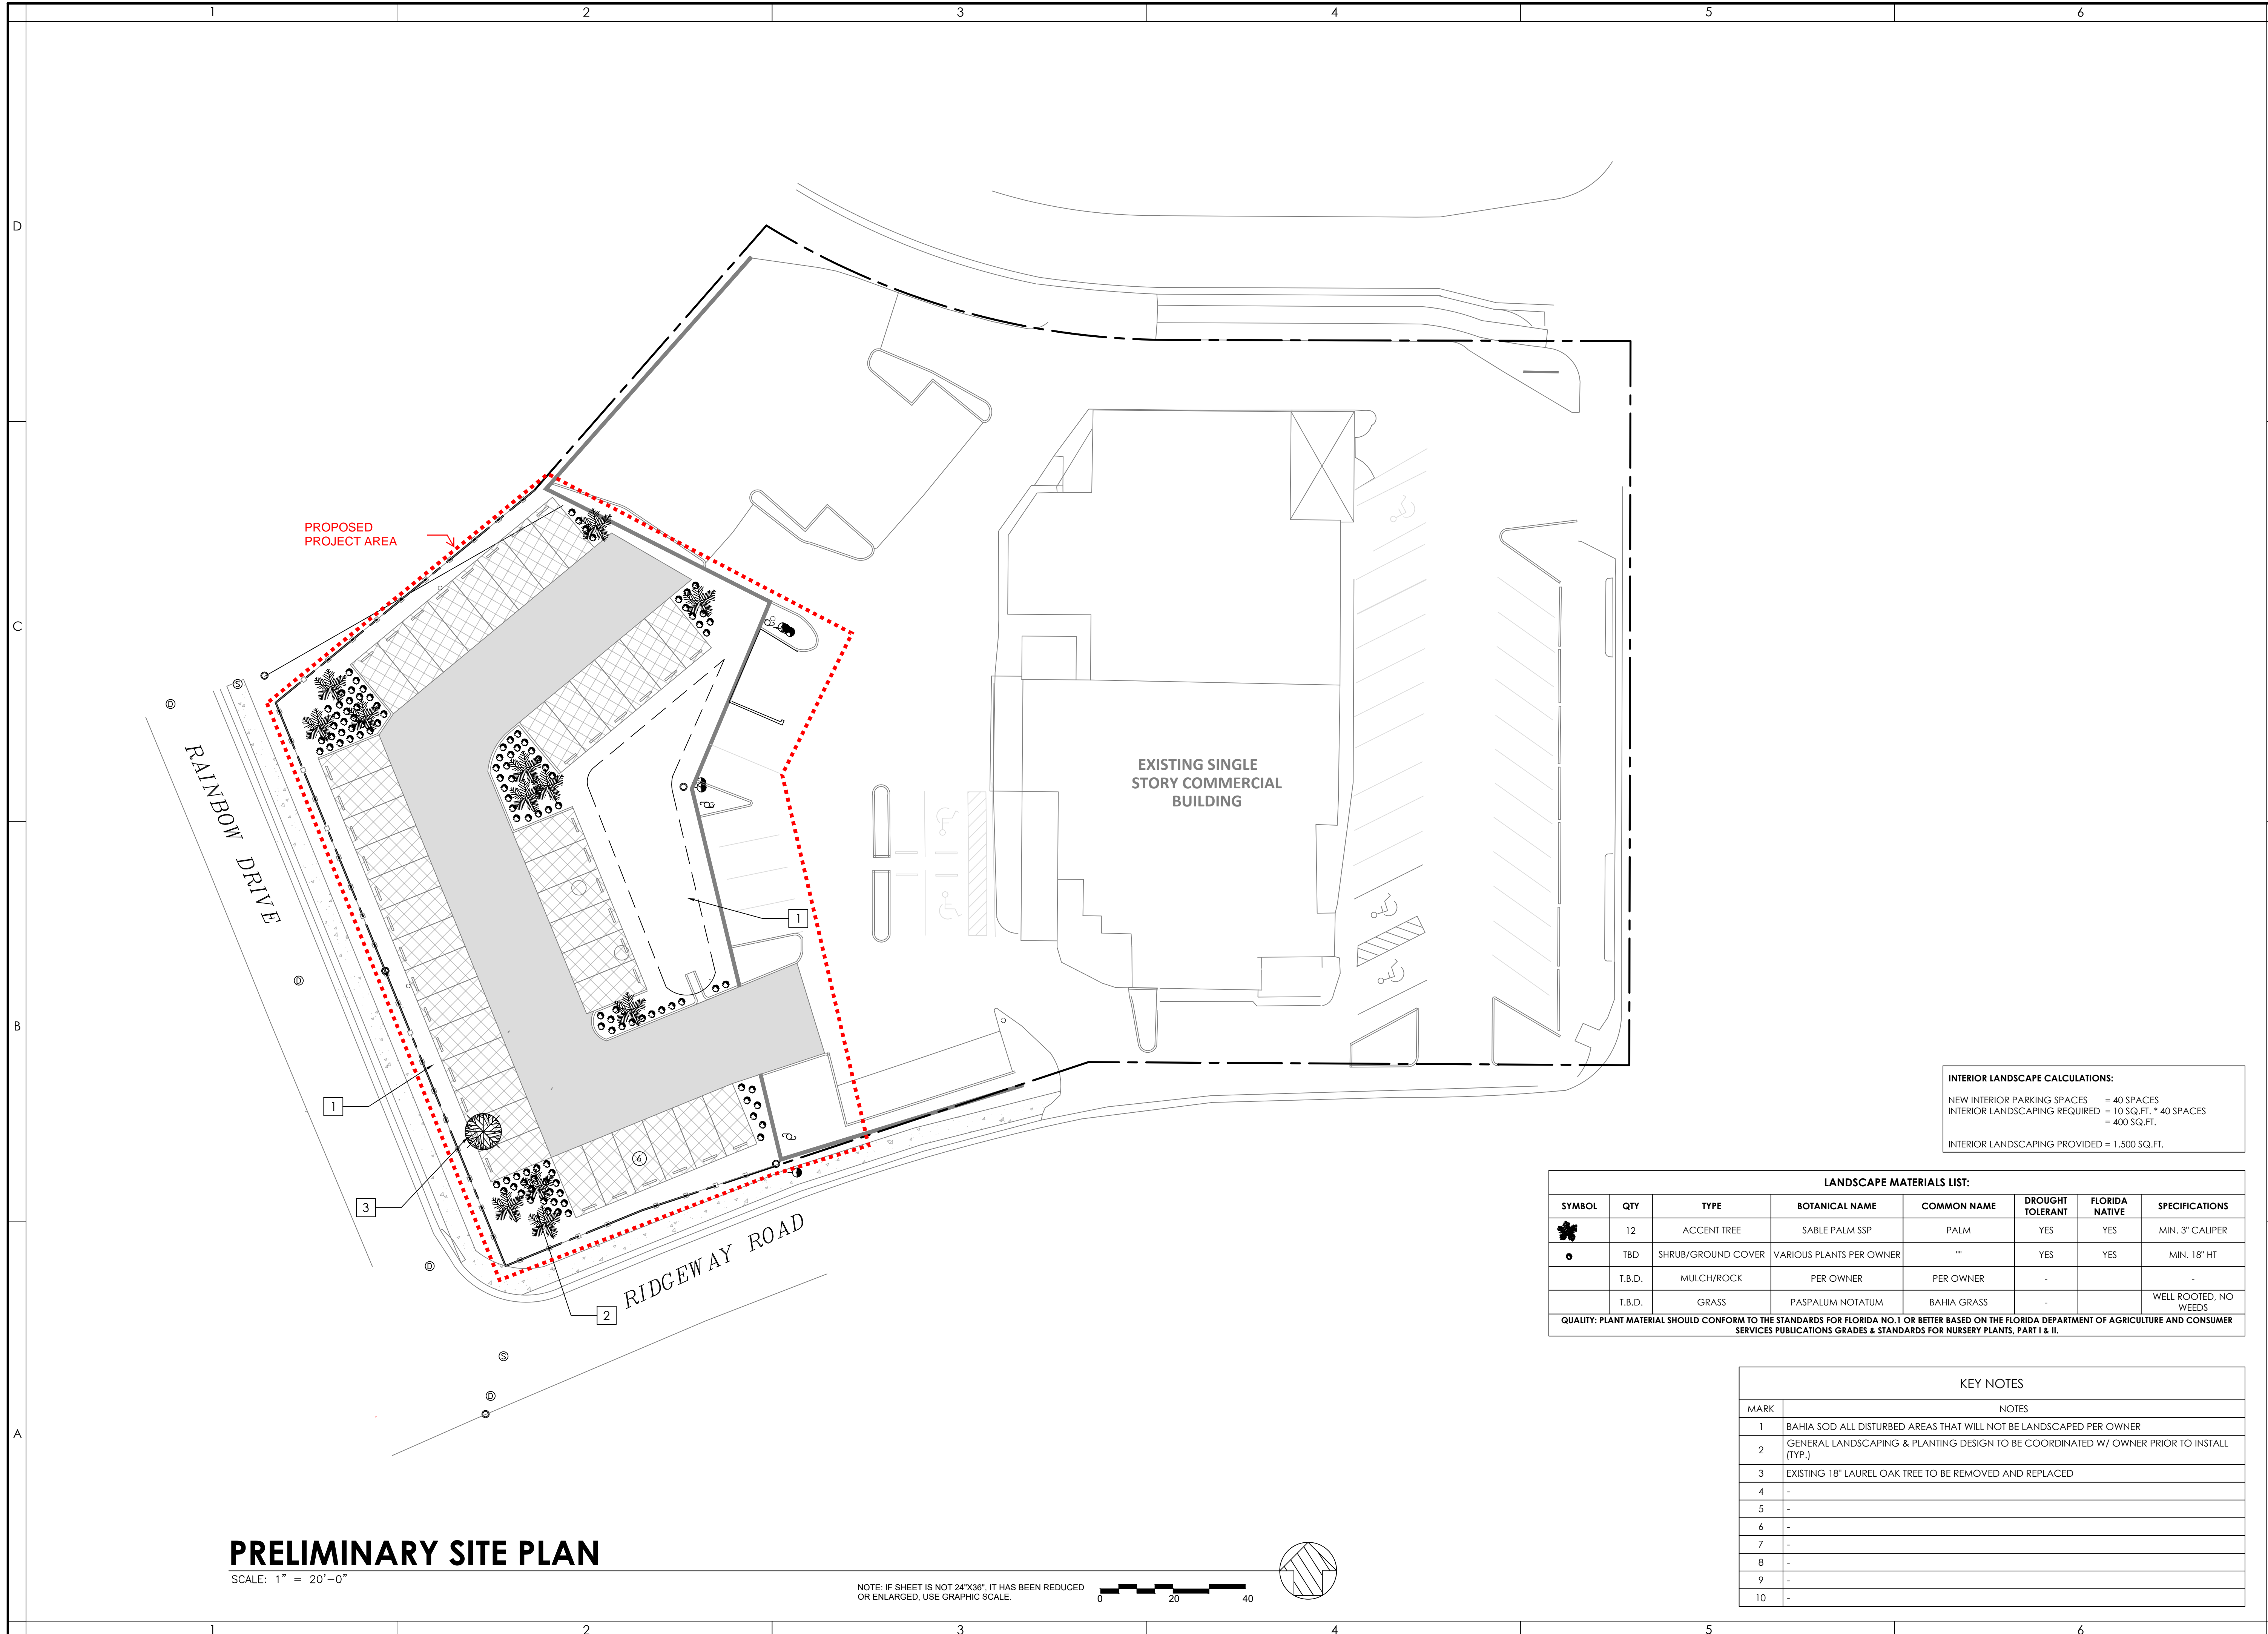 1 2 3 4 5 6
D
C
B
A
PROPOSED
PROJECT AREA
S
D
RAINBOW DRIVE
D
1
EXISTING SINGLE
STORY COMMERCIAL
BUILDING
1
6
3
D
2
RIDGEWAY ROAD
S
D
INTERIOR LANDSCAPE CALCULATIONS:
NEW INTERIOR PARKING SPACES = 40 SPACES
INTERIOR LANDSCAPING REQUIRED = 10 SQ.FT. * 40 SPACES
= 400 SQ.FT.
INTERIOR LANDSCAPING PROVIDED = 1,500 SQ.FT.
LANDSCAPE MATERIALS LIST:
SYMBOL QTY TYPE BOTANICAL NAME COMMON NAME DROUGHT TOLERANT FLORIDA NATIVE SPECIFICATIONS
12 ACCENT TREE SABLE PALM SSP PALM YES YES MIN. 3" CALIPER
TBD SHRUB/GROUND COVER VARIOUS PLANTS PER OWNER "" YES YES MIN. 18" HT
T.B.D. MULCH/ROCK PER OWNER PER OWNER - -
T.B.D. GRASS PASPALUM NOTATUM BAHIA GRASS - WELL ROOTED, NO WEEDS
QUALITY: PLANT MATERIAL SHOULD CONFORM TO THE STANDARDS FOR FLORIDA NO.1 OR BETTER BASED ON THE FLORIDA DEPARTMENT OF AGRICULTURE AND CONSUMER
SERVICES PUBLICATIONS GRADES & STANDARDS FOR NURSERY PLANTS, PART I & II.
KEY NOTES
MARK NOTES
1 BAHIA SOD ALL DISTURBED AREAS THAT WILL NOT BE LANDSCAPED PER OWNER
2 GENERAL LANDSCAPING & PLANTING DESIGN TO BE COORDINATED W/ OWNER PRIOR TO INSTALL
(TYP.)
3 EXISTING 18" LAUREL OAK TREE TO BE REMOVED AND REPLACED
4 -
5 -
6 -
7 -
8 -
9 -
10 -
PRELIMINARY SITE PLAN
SCALE: 1" = 20'-0"
NOTE: IF SHEET IS NOT 24"X36", IT HAS BEEN REDUCED
OR ENLARGED, USE GRAPHIC SCALE.
0 20 40
1 2 3 4 5 6